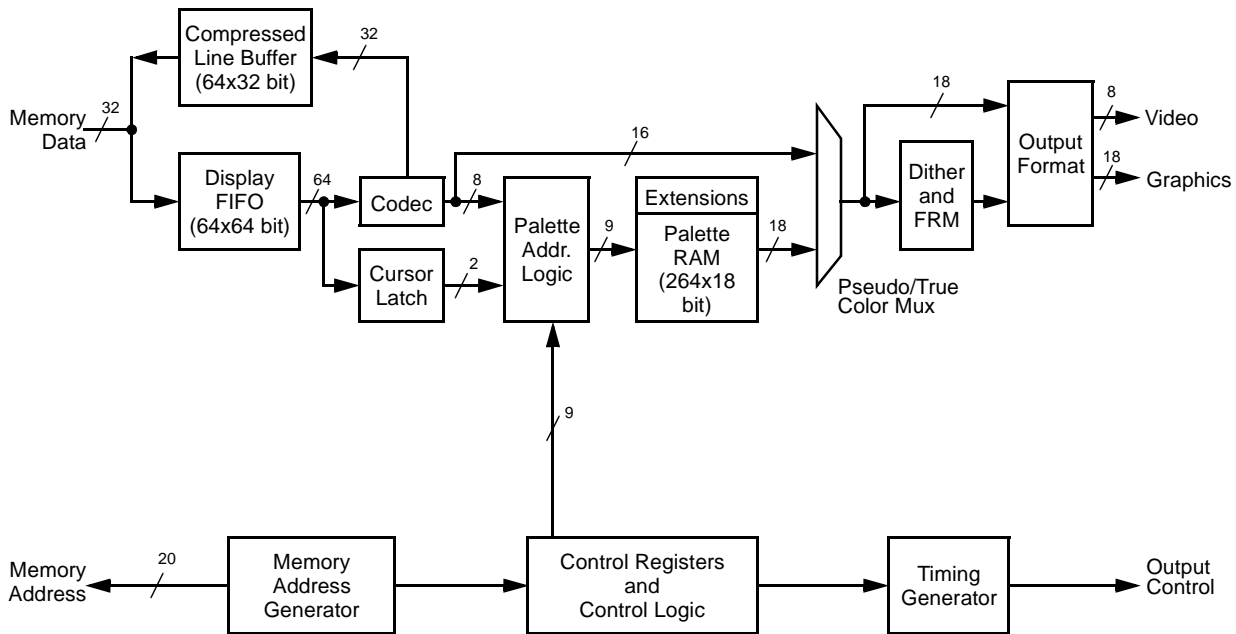 Compressed
Line Buffer
(64x32 bit)
32
32
Memory
Data
Display
FIFO
(64x64 bit)
64
Codec
8
16
Cursor
Latch
2
Palette
Addr.
Logic
9
Extensions
Palette
RAM
(264x18
bit)
18
Pseudo/True
Color Mux
18
Dither
and
FRM
Output
Format
8
Video
18
Graphics
9
Memory
Address
20
Memory
Address
Generator
Control Registers
and
Control Logic
Timing
Generator
Output
Control